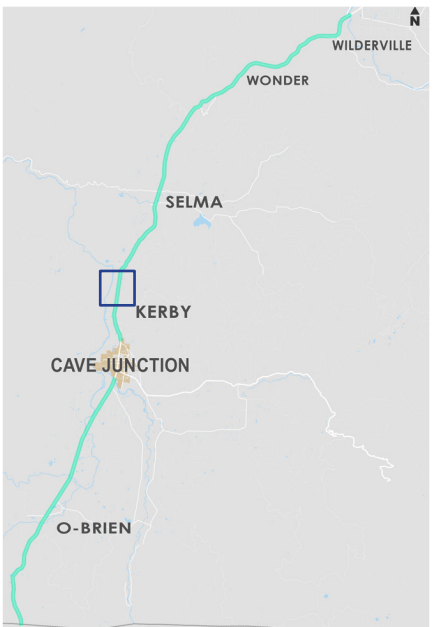 N
WILDERVILLE
WONDER
SELMA
KERBY
CAVE JUNCTION
O-BRIEN